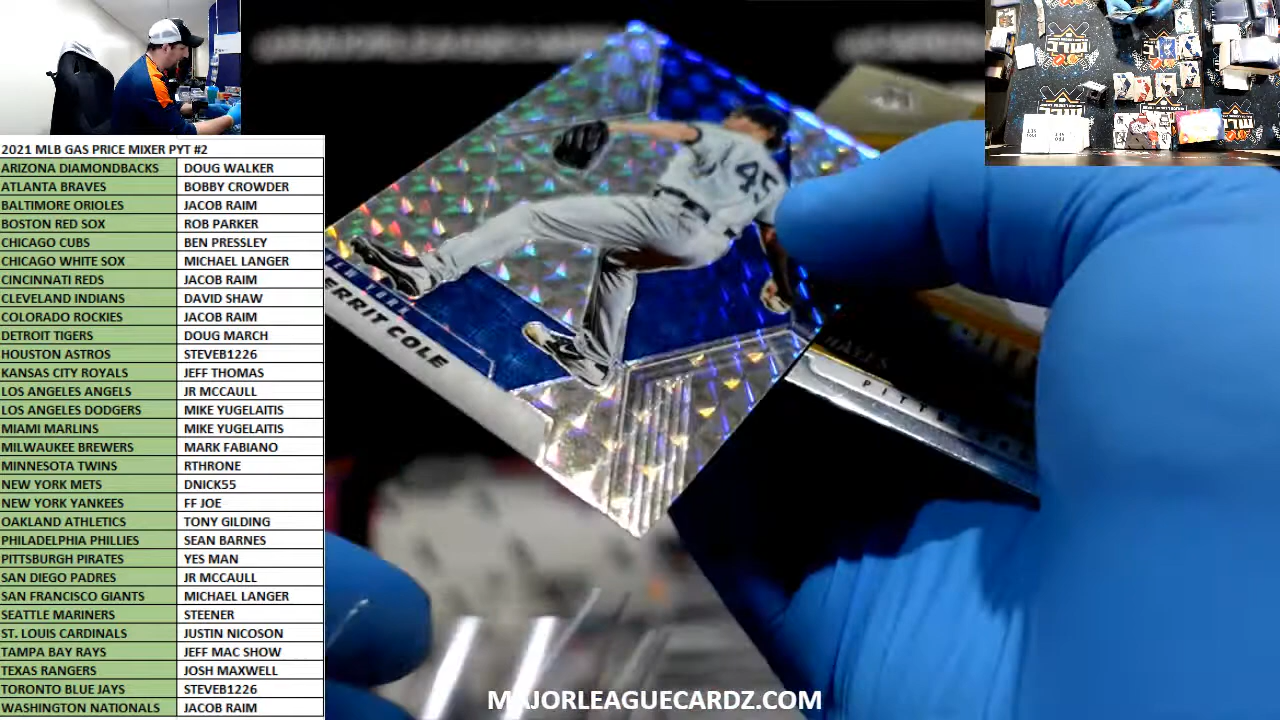 2021 MLB GAS PRICE MIXER PYT #2
ARIZONA DIAMONDBACKS DOUG WALKER
ATLANTA BRAVES BOBBY CROWDER
BALTIMORE ORIOLES JACOB RAIM
BOSTON RED SOX ROB PARKER
CHICAGO CUBS BEN PRESSLEY
CHICAGO WHITE SOX MICHAEL LANGER
CINCINNATI REDS JACOB RAIM
CLEVELAND INDIANS DAVID SHAW
COLORADO ROCKIES JACOB RAIM
DETROIT TIGERS DOUG MARCH
HOUSTON ASTROS STEVEB1226
KANSAS CITY ROYALS JEFF THOMAS
LOS ANGELES ANGELS JR MCCAULL
LOS ANGELES DODGERS MIKE YUGELAITIS
MIAMI MARLINS MIKE YUGELAITIS
MILWAUKEE BREWERS MARK FABIANO
MINNESOTA TWINS RTHRONE
NEW YORK METS DNICK55
NEW YORK YANKEES FF JOE
OAKLAND ATHLETICS TONY GILDING
PHILADELPHIA PHILLIES SEAN BARNES
PITTSBURGH PIRATES YES MAN
SAN DIEGO PADRES JR MCCAULL
SAN FRANCISCO GIANTS MICHAEL LANGER
SEATTLE MARINERS STEENER
ST. LOUIS CARDINALS JUSTIN NICOSON
TAMPA BAY RAYS JEFF MAC SHOW
TEXAS RANGERS JOSH MAXWELL
TORONTO BLUE JAYS STEVEB1226
WASHINGTON NATIONALS JACOB RAIM
45
NEW YORK
ERRIT COLE
HAYES
PITTS
MAJORLEAGUECARDZ.COM